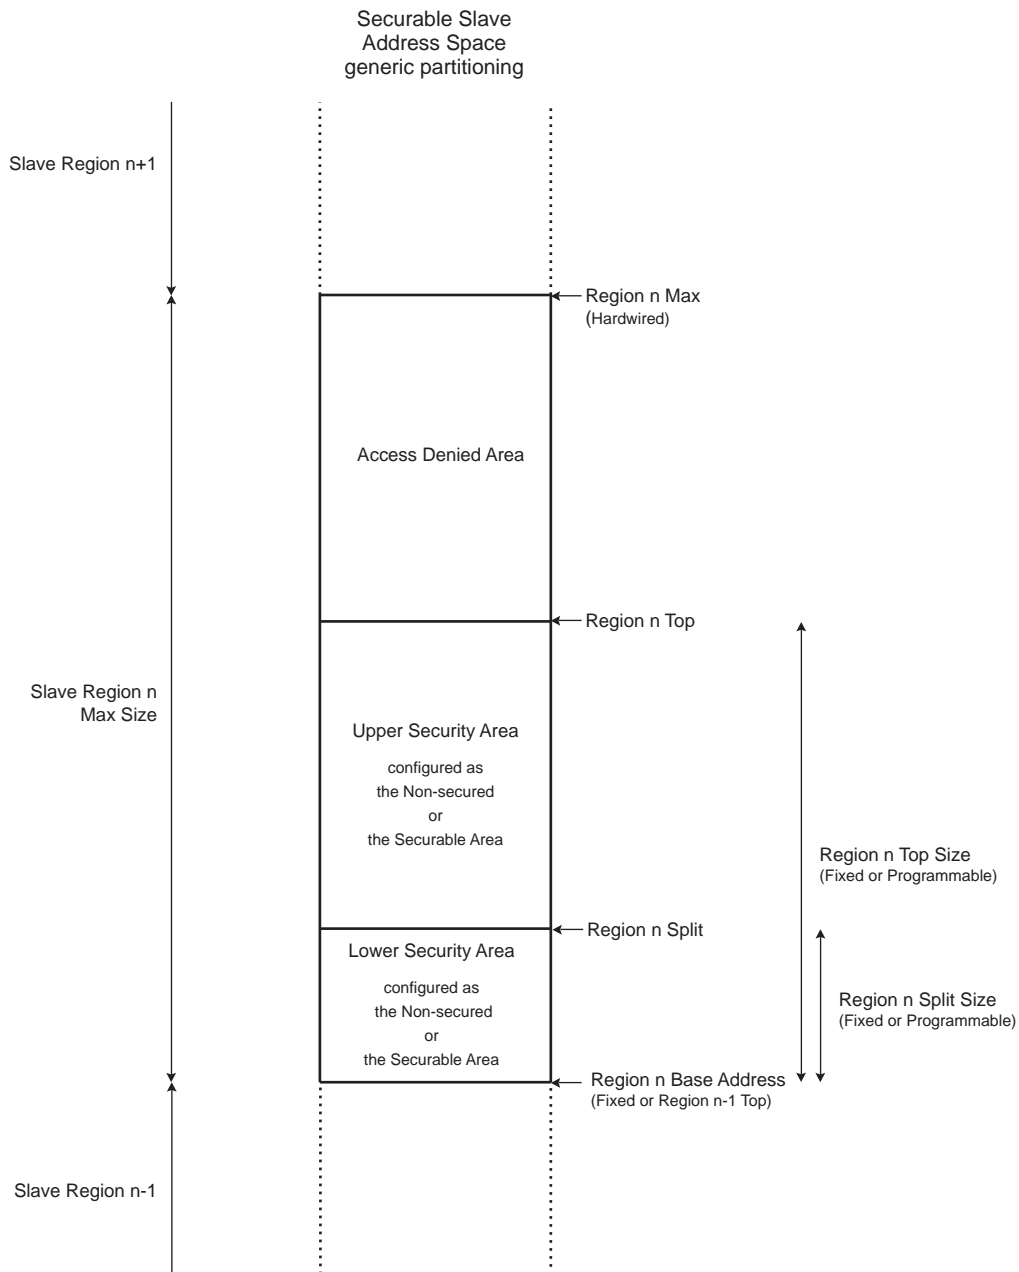 Securable Slave
Address Space
generic partitioning
Slave Region n+1
Region n Max
(Hardwired)
Access Denied Area
Region n Top
Slave Region n
Max Size
Upper Security Area
configured as
the Non-secured
or
the Securable Area
Region n Top Size
(Fixed or Programmable)
Region n Split
Lower Security Area
configured as
the Non-secured
or
the Securable Area
Region n Split Size
(Fixed or Programmable)
Region n Base Address
(Fixed or Region n-1 Top)
Slave Region n-1